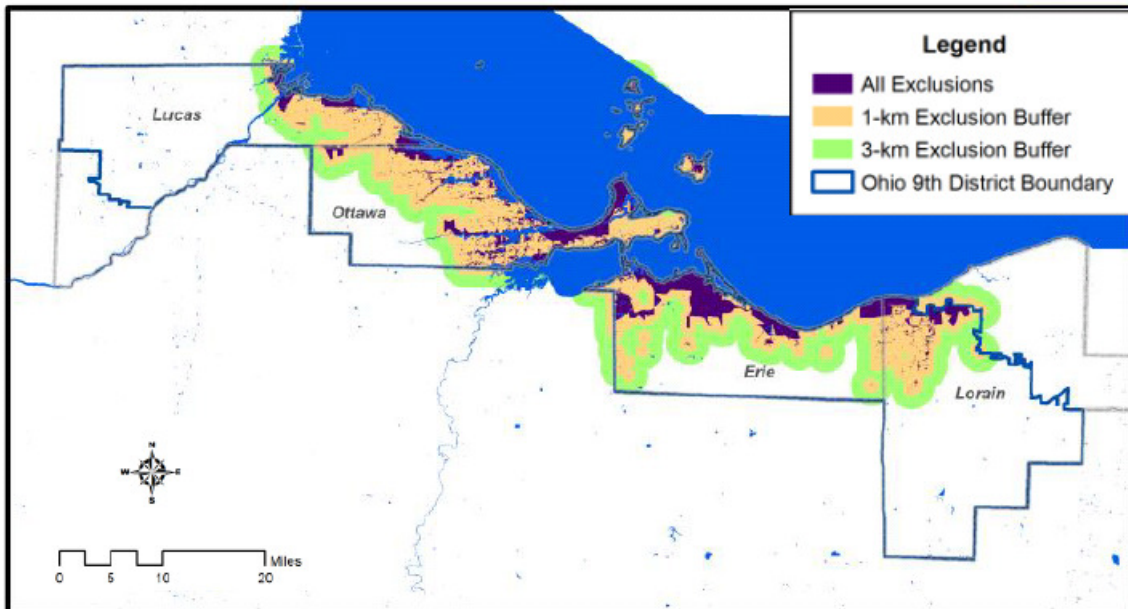 Legend
All Exclusions
1-km Exclusion Buffer
3-km Exclusion Buffer
Ohio 9th District Boundary
Lucas
Ottawa
Erie
Lorain
N
W E
S
Miles
0 5 10 20